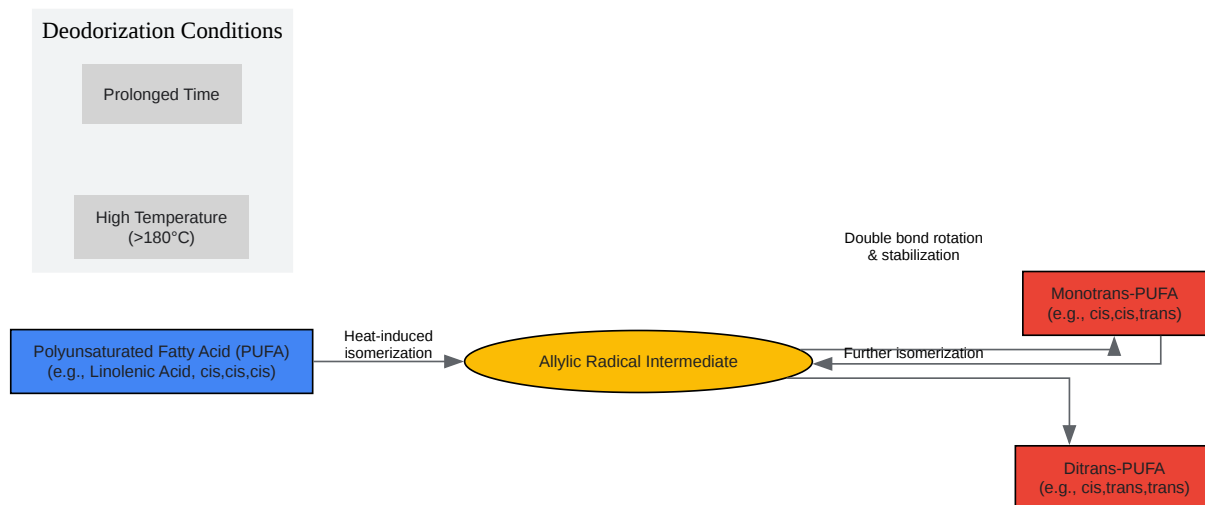 Deodorization Conditions
Prolonged Time
High Temperature
(>180°C)
Double bond rotation
& stabilization
Monotrans-PUFA
(e.g., cis,cis,trans)
Polyunsaturated Fatty Acid (PUFA)
(e.g., Linolenic Acid, cis,cis,cis)
Heat-induced
isomerization
Allylic Radical Intermediate
Further isomerization
Ditrans-PUFA
(e.g., cis,trans,trans)